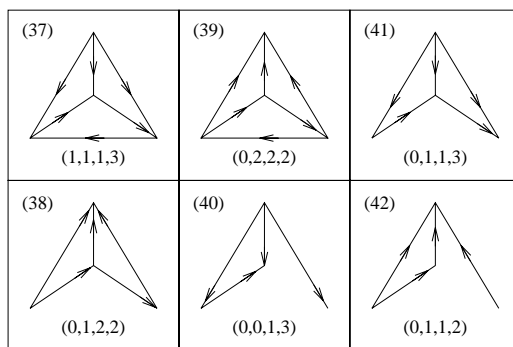 (37) (39) (41)
(1,1,1,3) (0,2,2,2) (0,1,1,3)
(38) (40) (42)
(0,1,2,2) (0,0,1,3) (0,1,1,2)